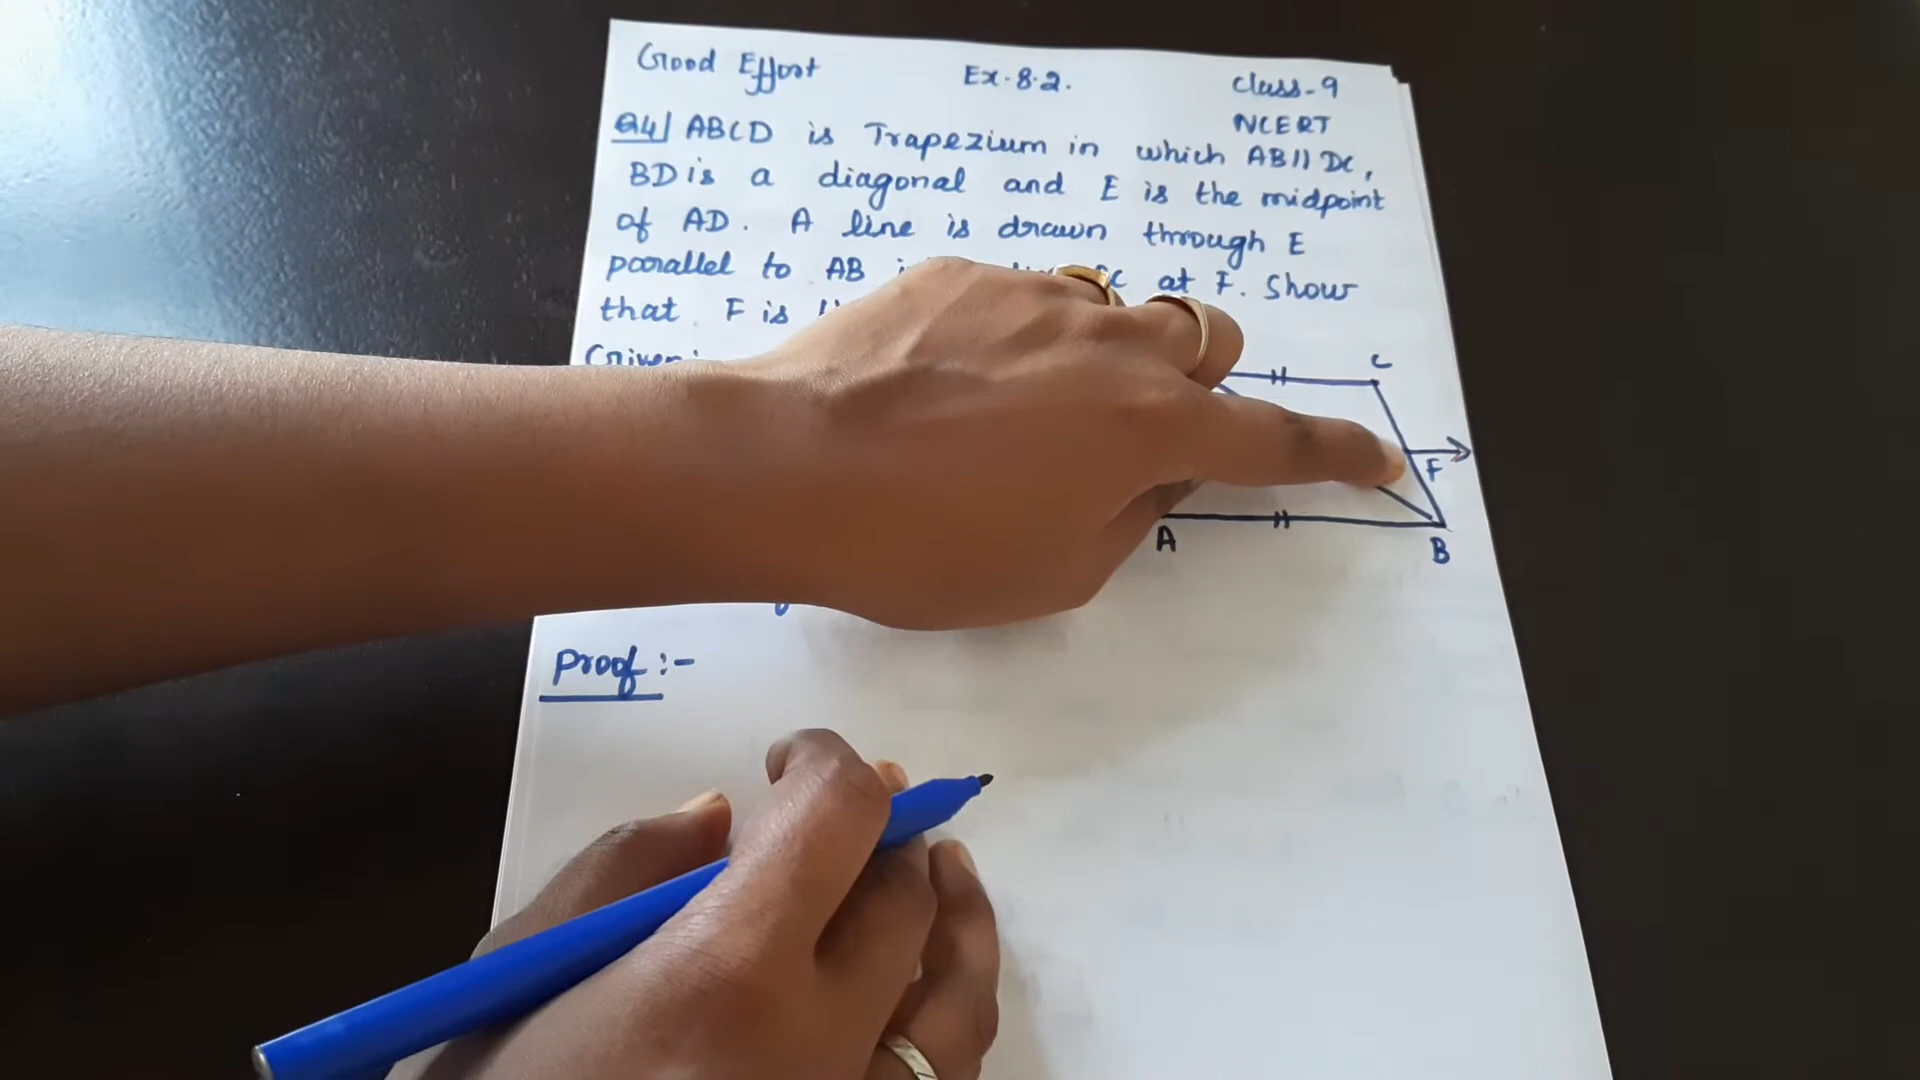 Good Effort Ex-8.2. Class-9
NCERT
Q4 ABCD is Trapezium in which AB || DC,
BD is a diagonal and E is the midpoint
of AD. A line is drawn through E
parallel to AB at F. Show
that F is
Given
C
F
A
B
Proof :-